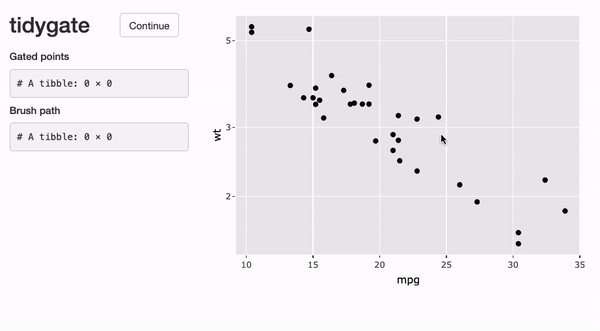 tidygate
Continue
Gated points
# A tibble: 0 × 0
Brush path
# A tibble: 0 × 0
wt
5
3
2
10
15
20
25
30
35
mpg